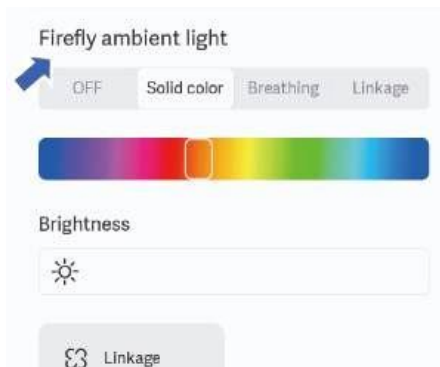 Firefly ambient light
OFF Solid color Breathing Linkage
Brightness
Linkage